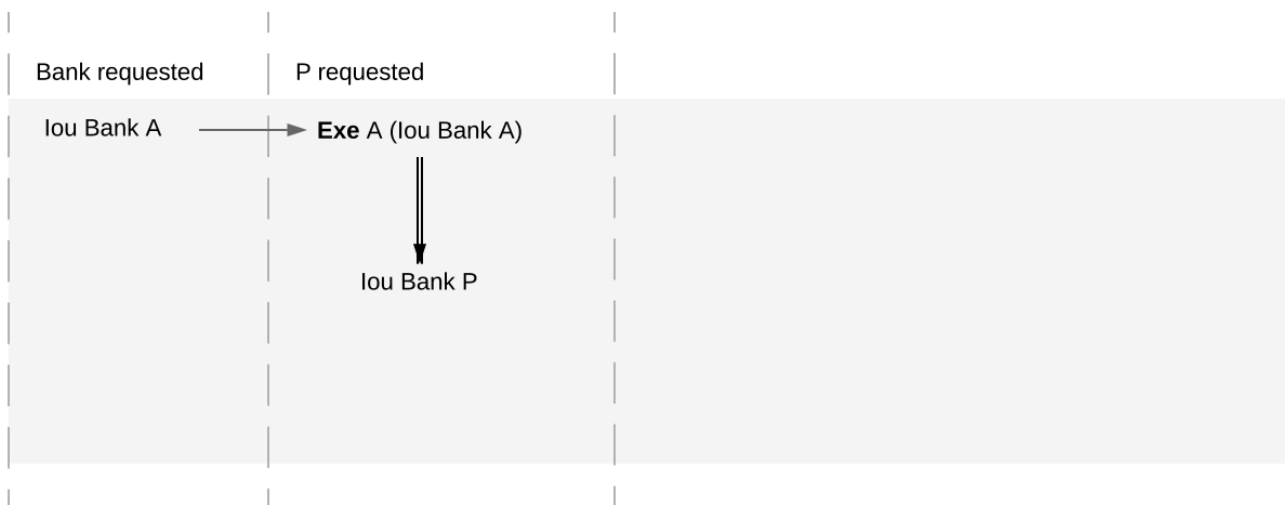 Bank requested
P requested
Iou Bank A
Exe A (Iou Bank A)
Iou Bank P